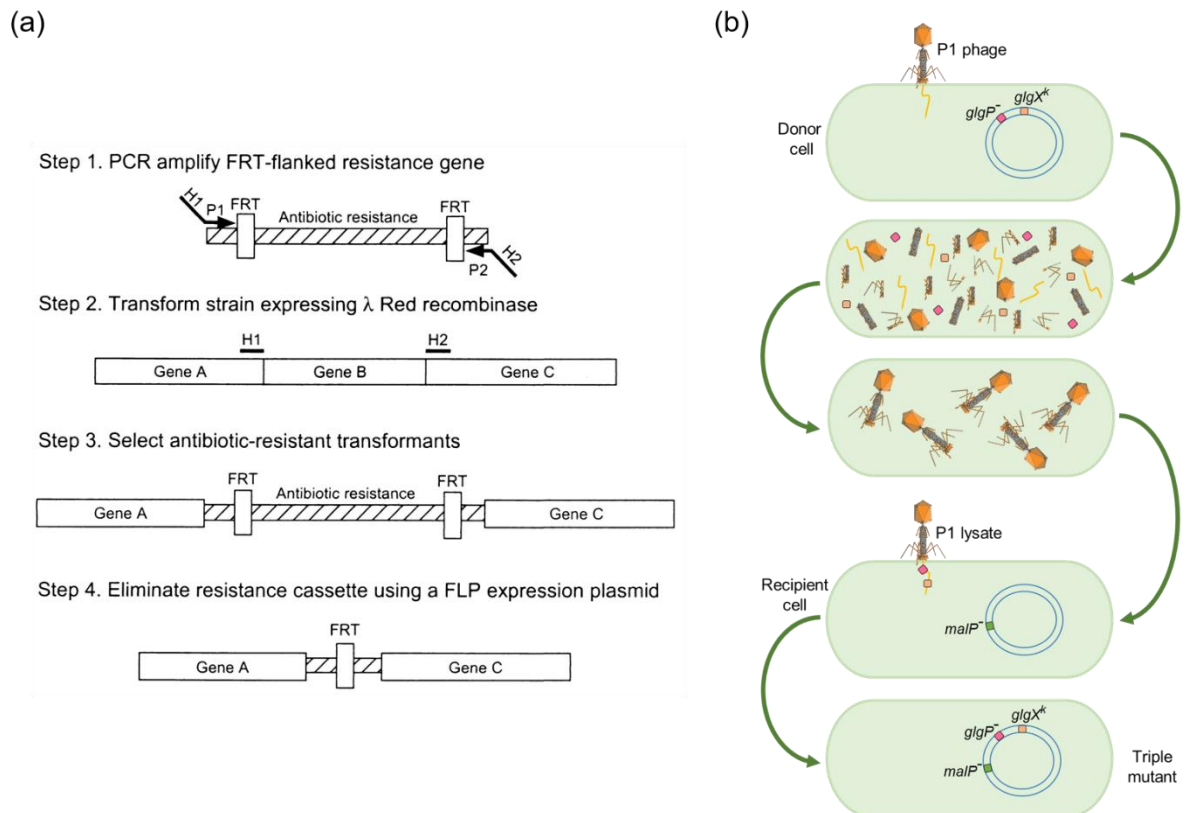 (a)
Step 1. PCR amplify FRT-flanked resistance gene
H1
P1
FRT
Antibiotic resistance
FRT
P2
H2
Step 2. Transform strain expressing λ Red recombinase
H1
H2
Gene A
Gene B
Gene C
Step 3. Select antibiotic-resistant transformants
FRT
Antibiotic resistance
FRT
Gene A
Gene C
Step 4. Eliminate resistance cassette using a FLP expression plasmid
FRT
Gene A
Gene C
(b)
P1 phage
glgXᵏ
glgP⁻
Donor
cell
P1 lysate
Recipient
cell
malP⁻
glgXᵏ
glgP⁻
malP⁻
Triple
mutant